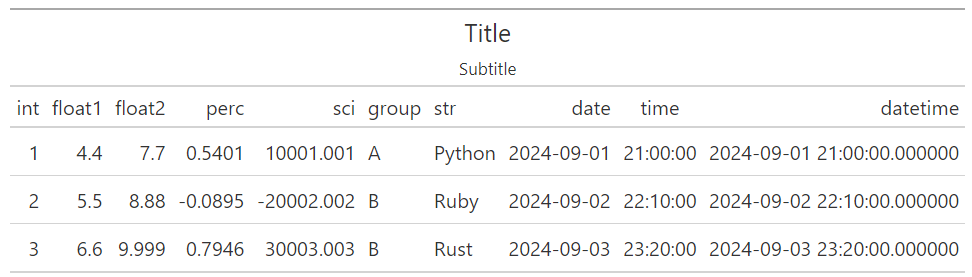 Title
Subtitle
int float1 float2 perc sci group str date time datetime
1 4.4 7.7 0.5401 10001.001 A Python 2024-09-01 21:00:00 2024-09-01 21:00:00.000000
2 5.5 8.88 -0.0895 -20002.002 B Ruby 2024-09-02 22:10:00 2024-09-02 22:10:00.000000
3 6.6 9.999 0.7946 30003.003 B Rust 2024-09-03 23:20:00 2024-09-03 23:20:00.000000